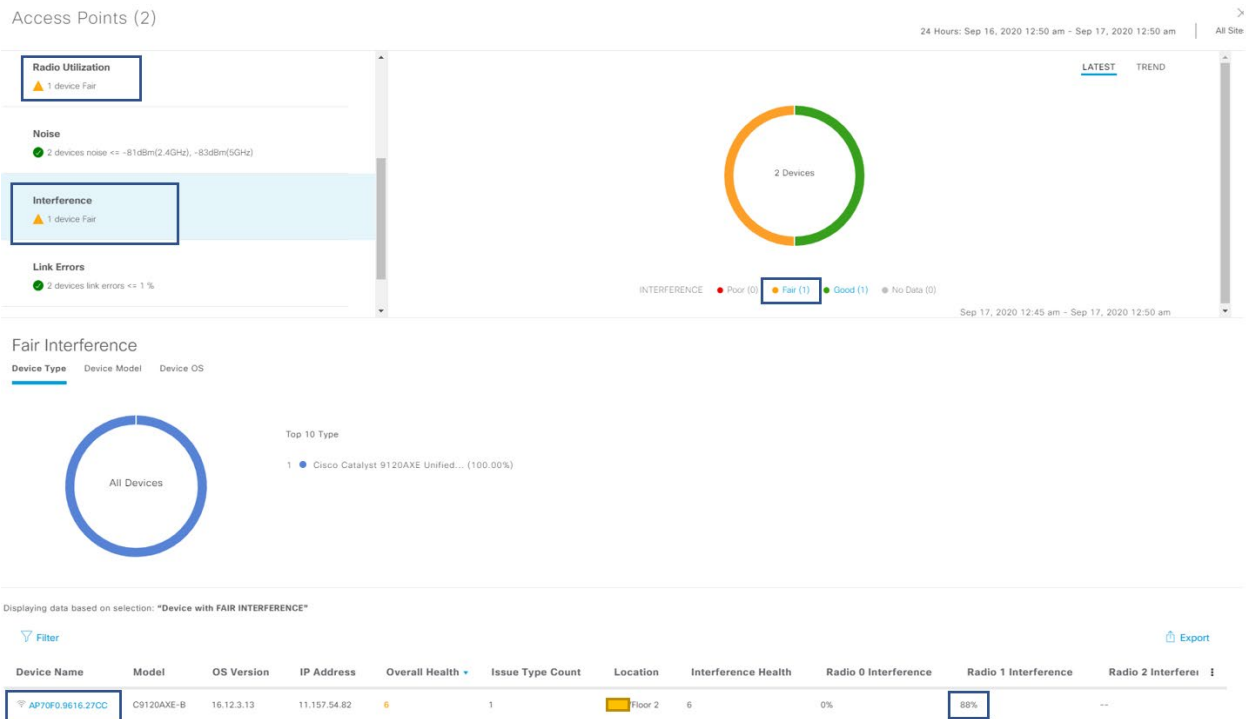 Access Points (2)
24 Hours: Sep 16, 2020 12:50 am - Sep 17, 2020 12:50 am
All Site
Radio Utilization
1 device Fair
Noise
2 devices noise <= -81dBm(2.4GHz), -83dBm(5GHz)
Interference
1 device Fair
Link Errors
2 devices link errors <= 1 %
LATEST TREND
2 Devices
INTERFERENCE Poor (0) Fair (1) Good (1) No Data (0)
Sep 17, 2020 12:45 am - Sep 17, 2020 12:50 am
Fair Interference
Device Type Device Model Device OS
All Devices
Top 10 Type
1 Cisco Catalyst 9120AXE Unified... (100.00%)
Displaying data based on selection: "Device with FAIR INTERFERENCE"
Filter
Export
Device Name Model OS Version IP Address Overall Health Issue Type Count Location Interference Health Radio 0 Interference Radio 1 Interference Radio 2 Interfere
AP70F0.9616.27CC C9120AXE-B 16.12.3.13 11.157.54.82 6 1 /Floor 2 6 0% 88% --